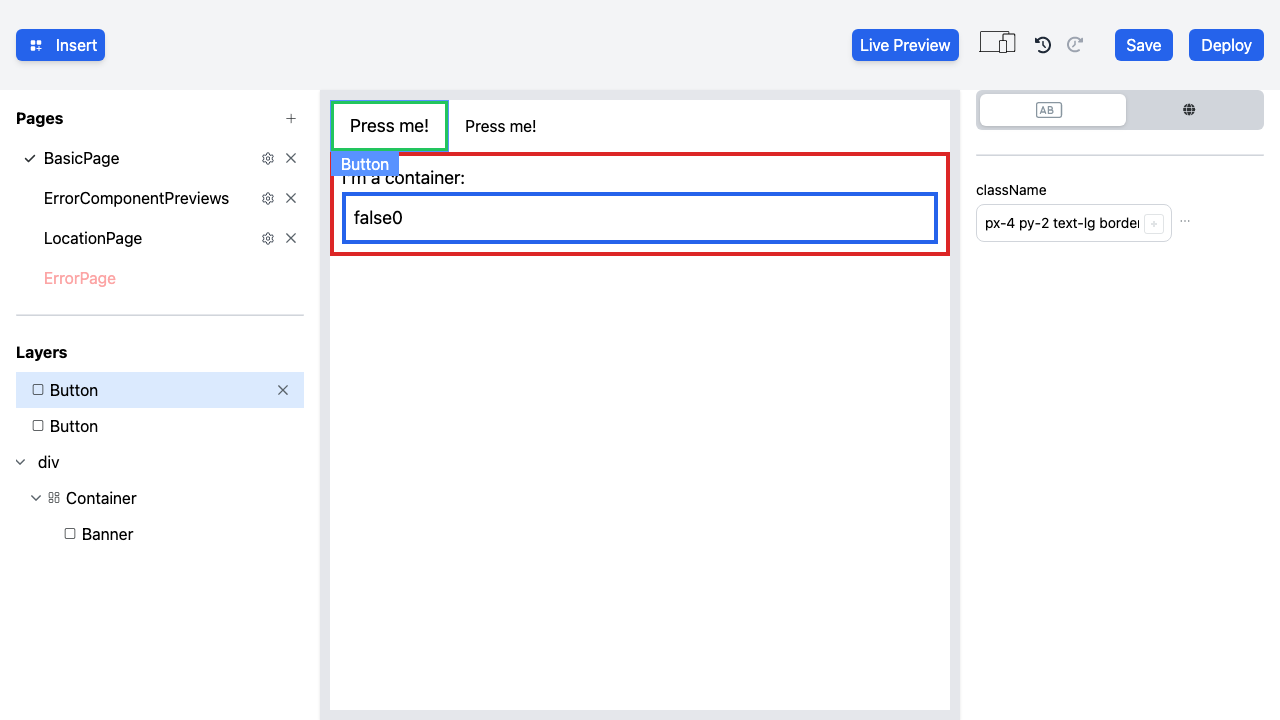 Insert
Live Preview
Save
Deploy
Pages
BasicPage
ErrorComponentPreviews
LocationPage
ErrorPage
Layers
Button
Button
div
Container
Banner
Press me!
Press me!
Button
I'm a container:
false0
AB
className
px-4 py-2 text-lg border